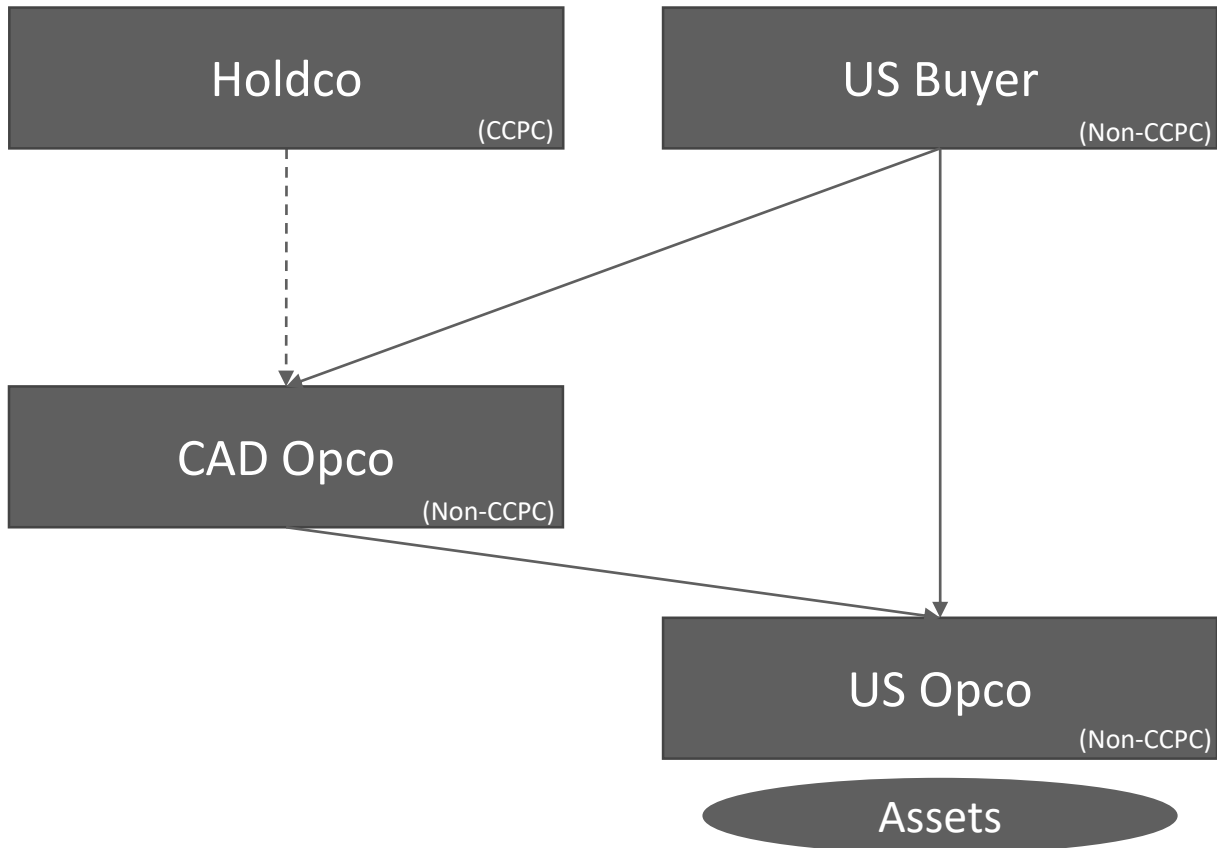 Holdco
(CCPC)
US Buyer
(Non-CCPC)
CAD Opco
(Non-CCPC)
US Opco
(Non-CCPC)
Assets